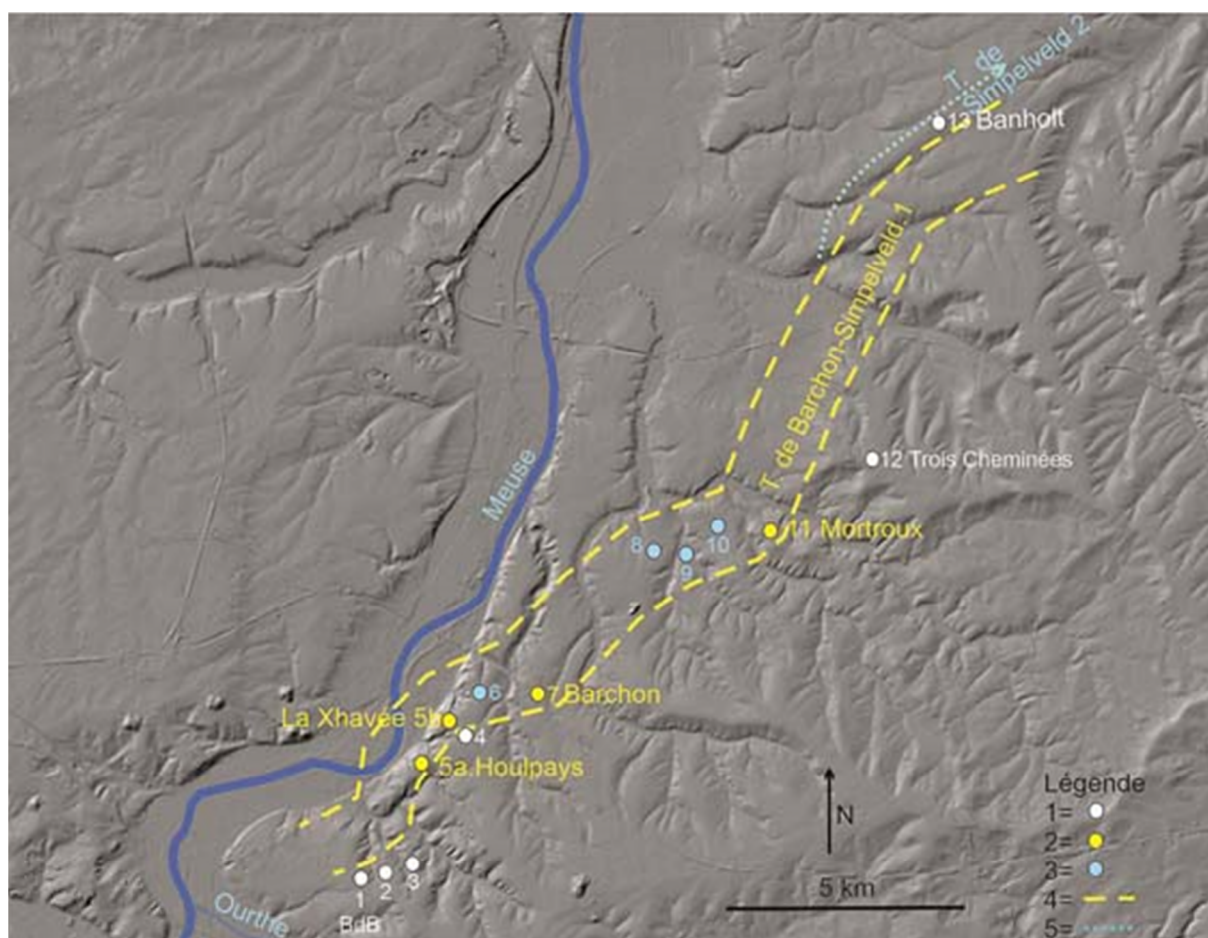 T. de
Simpelveld 2
13 Banholt
T. de Barchon-Simpelveld. 1
Meuse
12 Trois Cheminées
11 Mortroux
10
8
9
6
7 Barchon
La Xhavée 5b
4
5a.Houlpays
3
2
1
BdB
Ourthe
N
5 km
Légende
1=
2=
3=
4=
5=